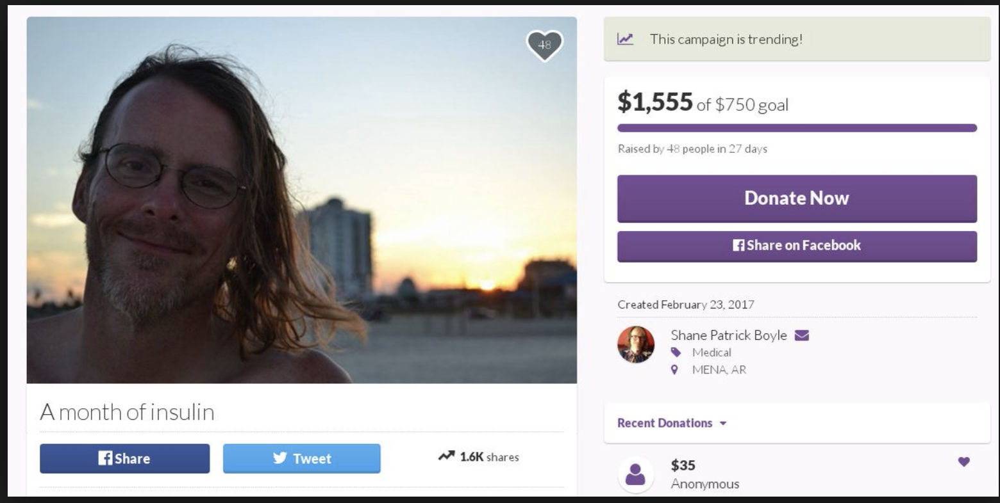 48
A month of insulin
Share
Tweet
1.6K shares
This campaign is trending!
$1,555 of $750 goal
Raised by 48 people in 27 days
Donate Now
Share on Facebook
Created February 23, 2017
Shane Patrick Boyle
Medical
MENA, AR
Recent Donations
$35
Anonymous